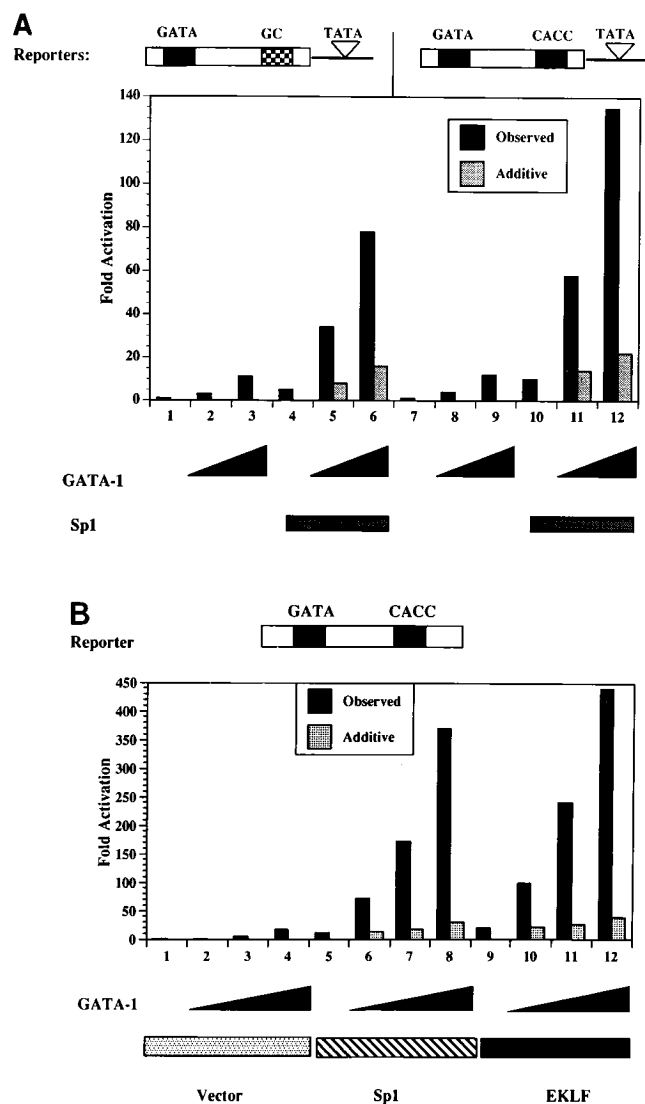 A
GATA GC TATA GATA CACC TATA
Reporters:
140
120
100
80
60
40
20
0
Fold Activation
Observed
Additive
1 2 3 4 5 6 7 8 9 10 11 12
GATA-1
Sp1
B
GATA CACC
Reporter
450
400
350
300
250
200
150
100
50
0
Fold Activation
Observed
Additive
1 2 3 4 5 6 7 8 9 10 11 12
GATA-1
Vector Sp1 EKLF